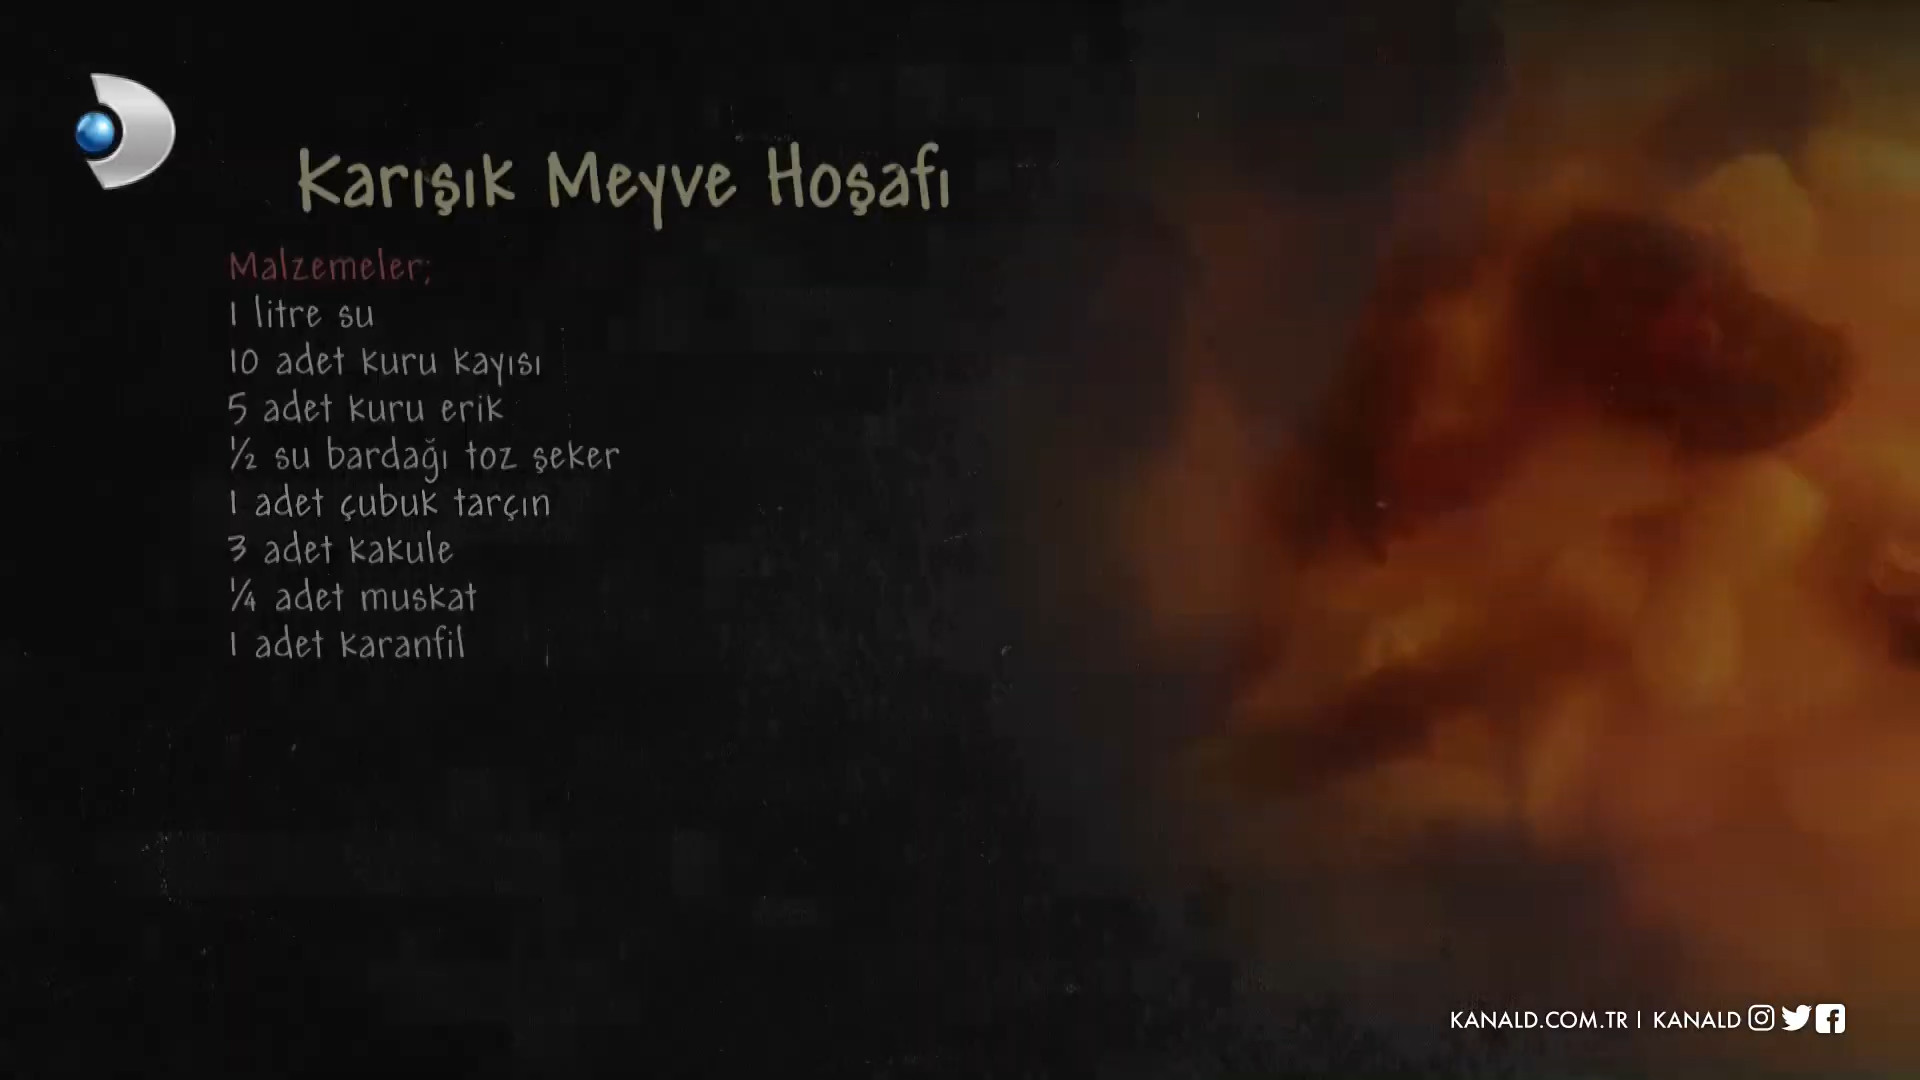 Karışık Meyve Hoşafı
Malzemeler;
1 litre su
10 adet kuru kayısı
5 adet kuru erik
½ su bardağı toz şeker
1 adet çubuk tarçın
3 adet kakule
¼ adet muskat
1 adet karanfil
KANALD.COM.TR | KANALD